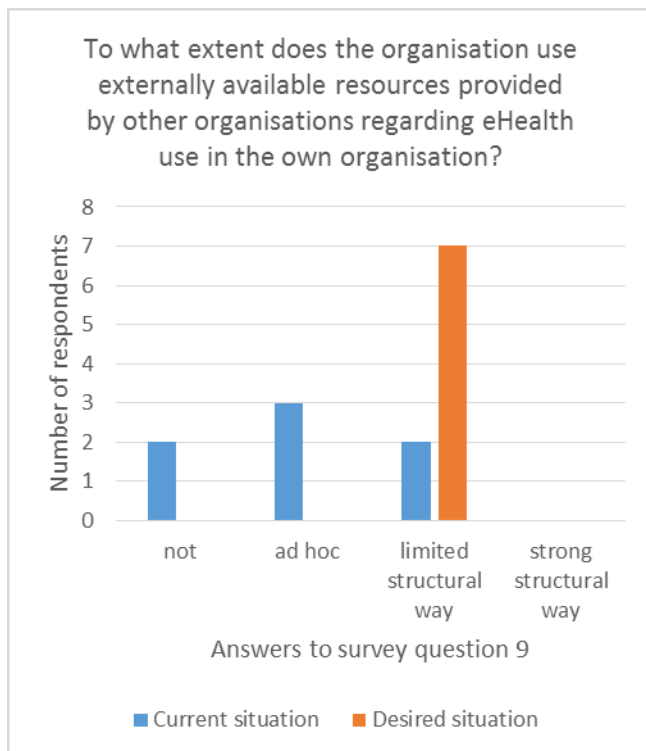 To what extent does the organisation use
externally available resources provided
by other organisations regarding eHealth
use in the own organisation?
8
7
6
5
4
3
2
1
0
Number of respondents
not
ad hoc
limited
structural
way
strong
structural
way
Answers to survey question 9
Current situation
Desired situation